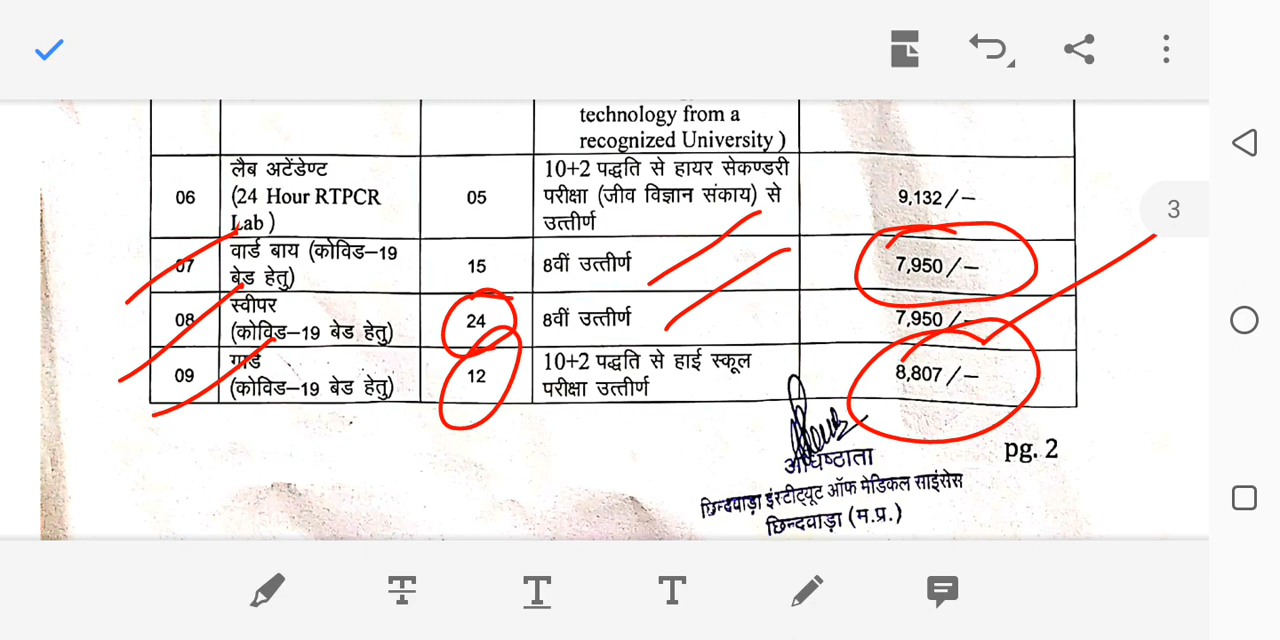 technology from a
recognized University )
06
लैब अटेंडेण्ट
(24 Hour RTPCR
Lab )
05
10+2 पद्धति से हायर सेकण्डरी
परीक्षा (जीव विज्ञान संकाय) से
उत्तीर्ण
9,132/–
3
07
वार्ड बाय (कोविड–19
बेड हेतु)
15
8वीं उत्तीर्ण
7,950/–
08
स्वीपर
(कोविड–19 बेड हेतु)
24
8वीं उत्तीर्ण
7,950/–
09
गार्ड
(कोविड–19 बेड हेतु)
12
10+2 पद्धति से हाई स्कूल
परीक्षा उत्तीर्ण
8,807/–
pg. 2
अधिष्ठाता
छिन्दवाड़ा इंस्टीट्यूट ऑफ मेडिकल साइंसेस
छिन्दवाड़ा (म.प्र.)